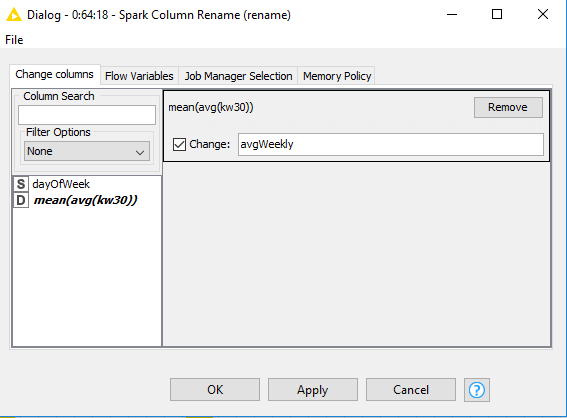 Dialog - 0:64:18 - Spark Column Rename (rename)
File
Change columns Flow Variables Job Manager Selection Memory Policy
Column Search
Filter Options
None
S dayOfWeek
D mean(avg(kw30))
mean(avg(kw30)) Remove
Change: avgWeekly
OK Apply Cancel ?